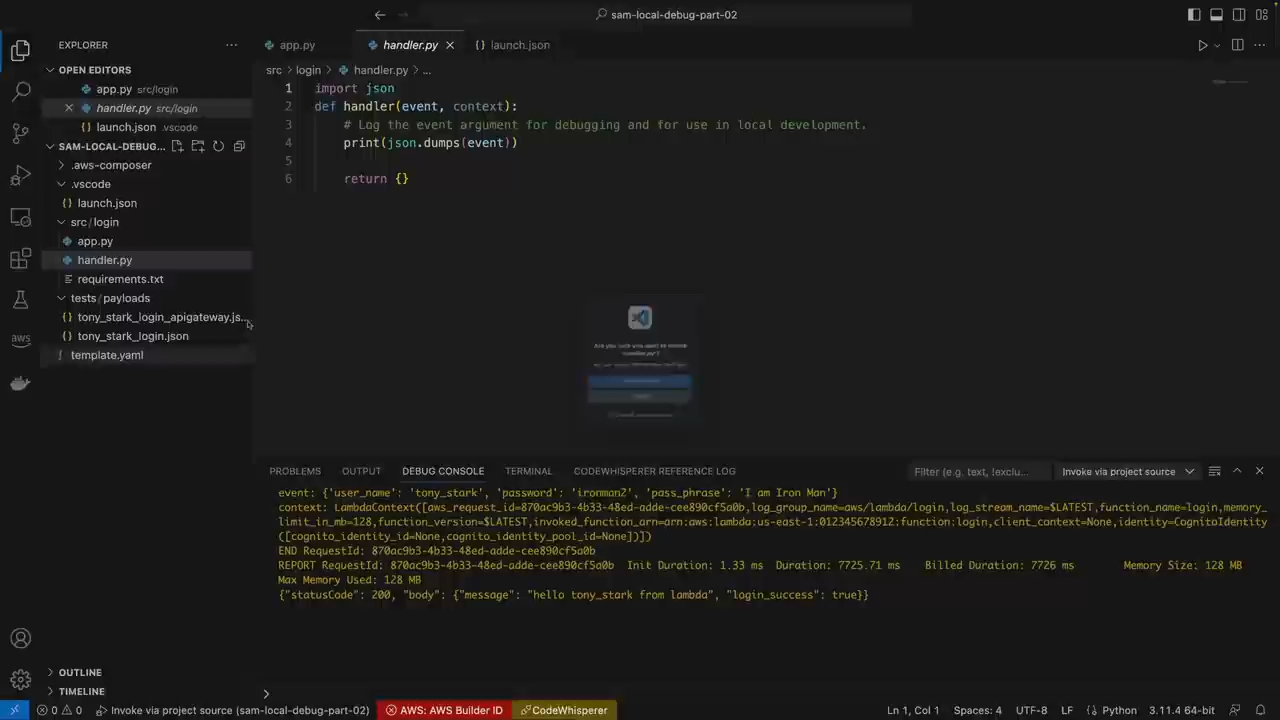 sam-local-debug-part-02
EXPLORER
app.py
handler.py
launch.json
OPEN EDITORS
src > login > handler.py > ...
app.py src/login
handler.py src/login
launch.json .vscode
SAM-LOCAL-DEBUG...
.aws-composer
.vscode
launch.json
src/login
app.py
handler.py
requirements.txt
tests/payloads
tony_stark_login_apigateway.js...
tony_stark_login.json
template.yaml
aws
1 import json
2 def handler(event, context):
3 # Log the event argument for debugging and for use in local development.
4 print(json.dumps(event))
5
6 return {}
Are you sure you want to
PROBLEMS OUTPUT DEBUG CONSOLE TERMINAL CODEWHISPERER REFERENCE LOG
Filter (e.g. text, !exclu...
Invoke via project source
event: {'user_name': 'tony_stark', 'password': 'ironman2', 'pass_phrase': 'I am Iron Man'}
context: LambdaContext([aws_request_id=870ac9b3-4b33-48ed-adde-cee890cf5a0b,log_group_name=aws/lambda/login,log_stream_name=$LATEST,function_name=login,memory_
limit_in_mb=128,function_version=$LATEST,invoked_function_arn=arn:aws:lambda:us-east-1:012345678912:function:login,client_context=None,identity=CognitoIdentity
([cognito_identity_id=None,cognito_identity_pool_id=None])])
END RequestId: 870ac9b3-4b33-48ed-adde-cee890cf5a0b
REPORT RequestId: 870ac9b3-4b33-48ed-adde-cee890cf5a0b Init Duration: 1.33 ms Duration: 7725.71 ms Billed Duration: 7726 ms Memory Size: 128 MB
Max Memory Used: 128 MB
{"statusCode": 200, "body": {"message": "hello tony_stark from lambda", "login_success": true}}
OUTLINE
TIMELINE
0 0 Invoke via project source (sam-local-debug-part-02) AWS: AWS Builder ID CodeWhisperer Ln 1, Col 1 Spaces: 4 UTF-8 LF Python 3.11.4 64-bit